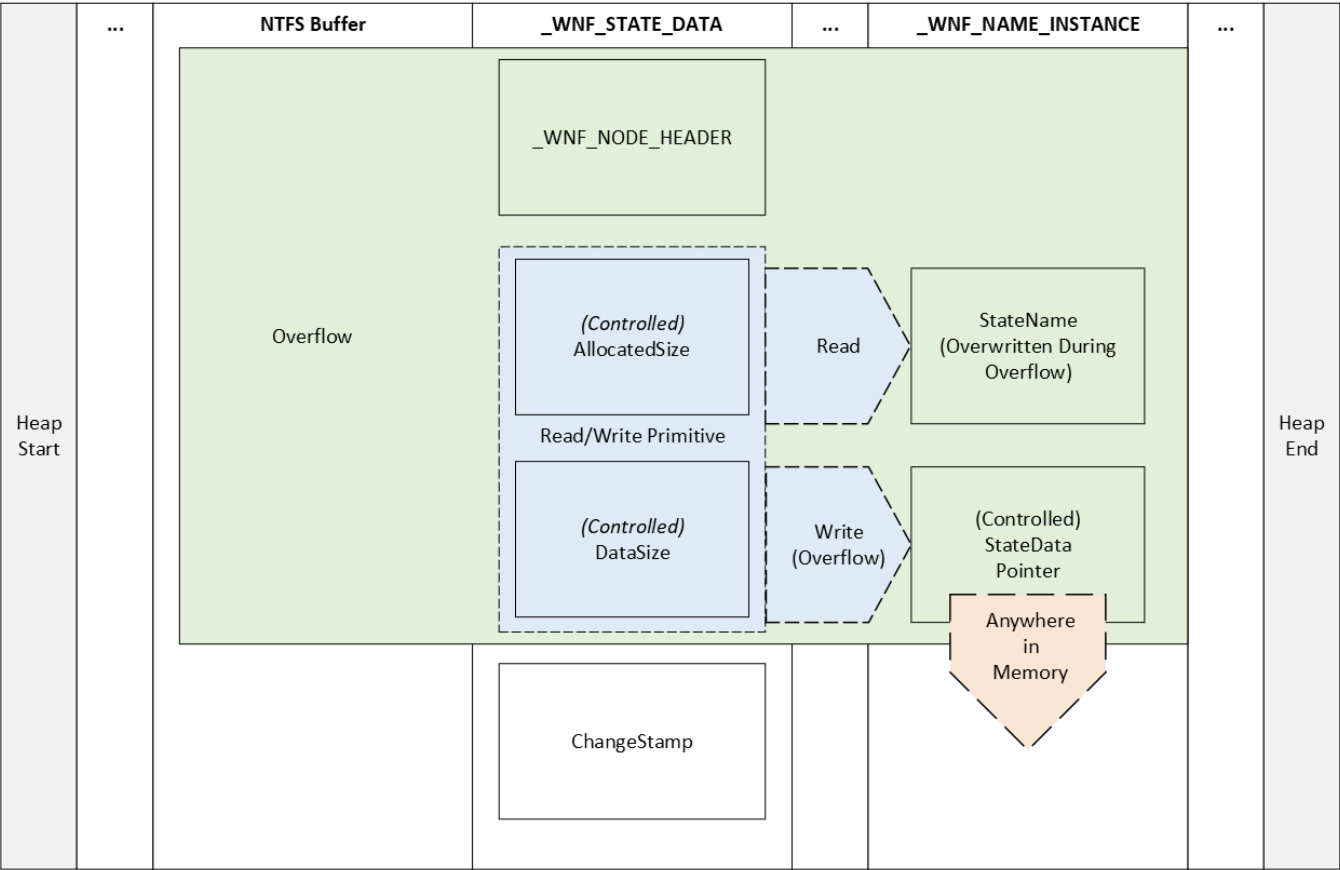 ...
NTFS Buffer
_WNF_STATE_DATA
...
_WNF_NAME_INSTANCE
...
Heap
Start
Overflow
_WNF_NODE_HEADER
(Controlled)
AllocatedSize
Read/Write Primitive
(Controlled)
DataSize
ChangeStamp
Read
Write
(Overflow)
StateName
(Overwritten During
Overflow)
(Controlled)
StateData
Pointer
Anywhere
in
Memory
Heap
End